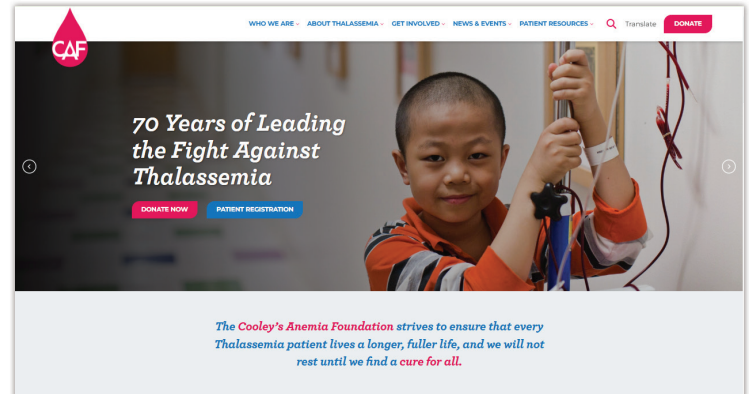 CAF
WHO WE ARE ABOUT THALASSEMIA GET INVOLVED NEWS & EVENTS PATIENT RESOURCES Translate DONATE
70 Years of Leading
the Fight Against
Thalassemia
DONATE NOW PATIENT REGISTRATION
The Cooley's Anemia Foundation strives to ensure that every
Thalassemia patient lives a longer, fuller life, and we will not
rest until we find a cure for all.